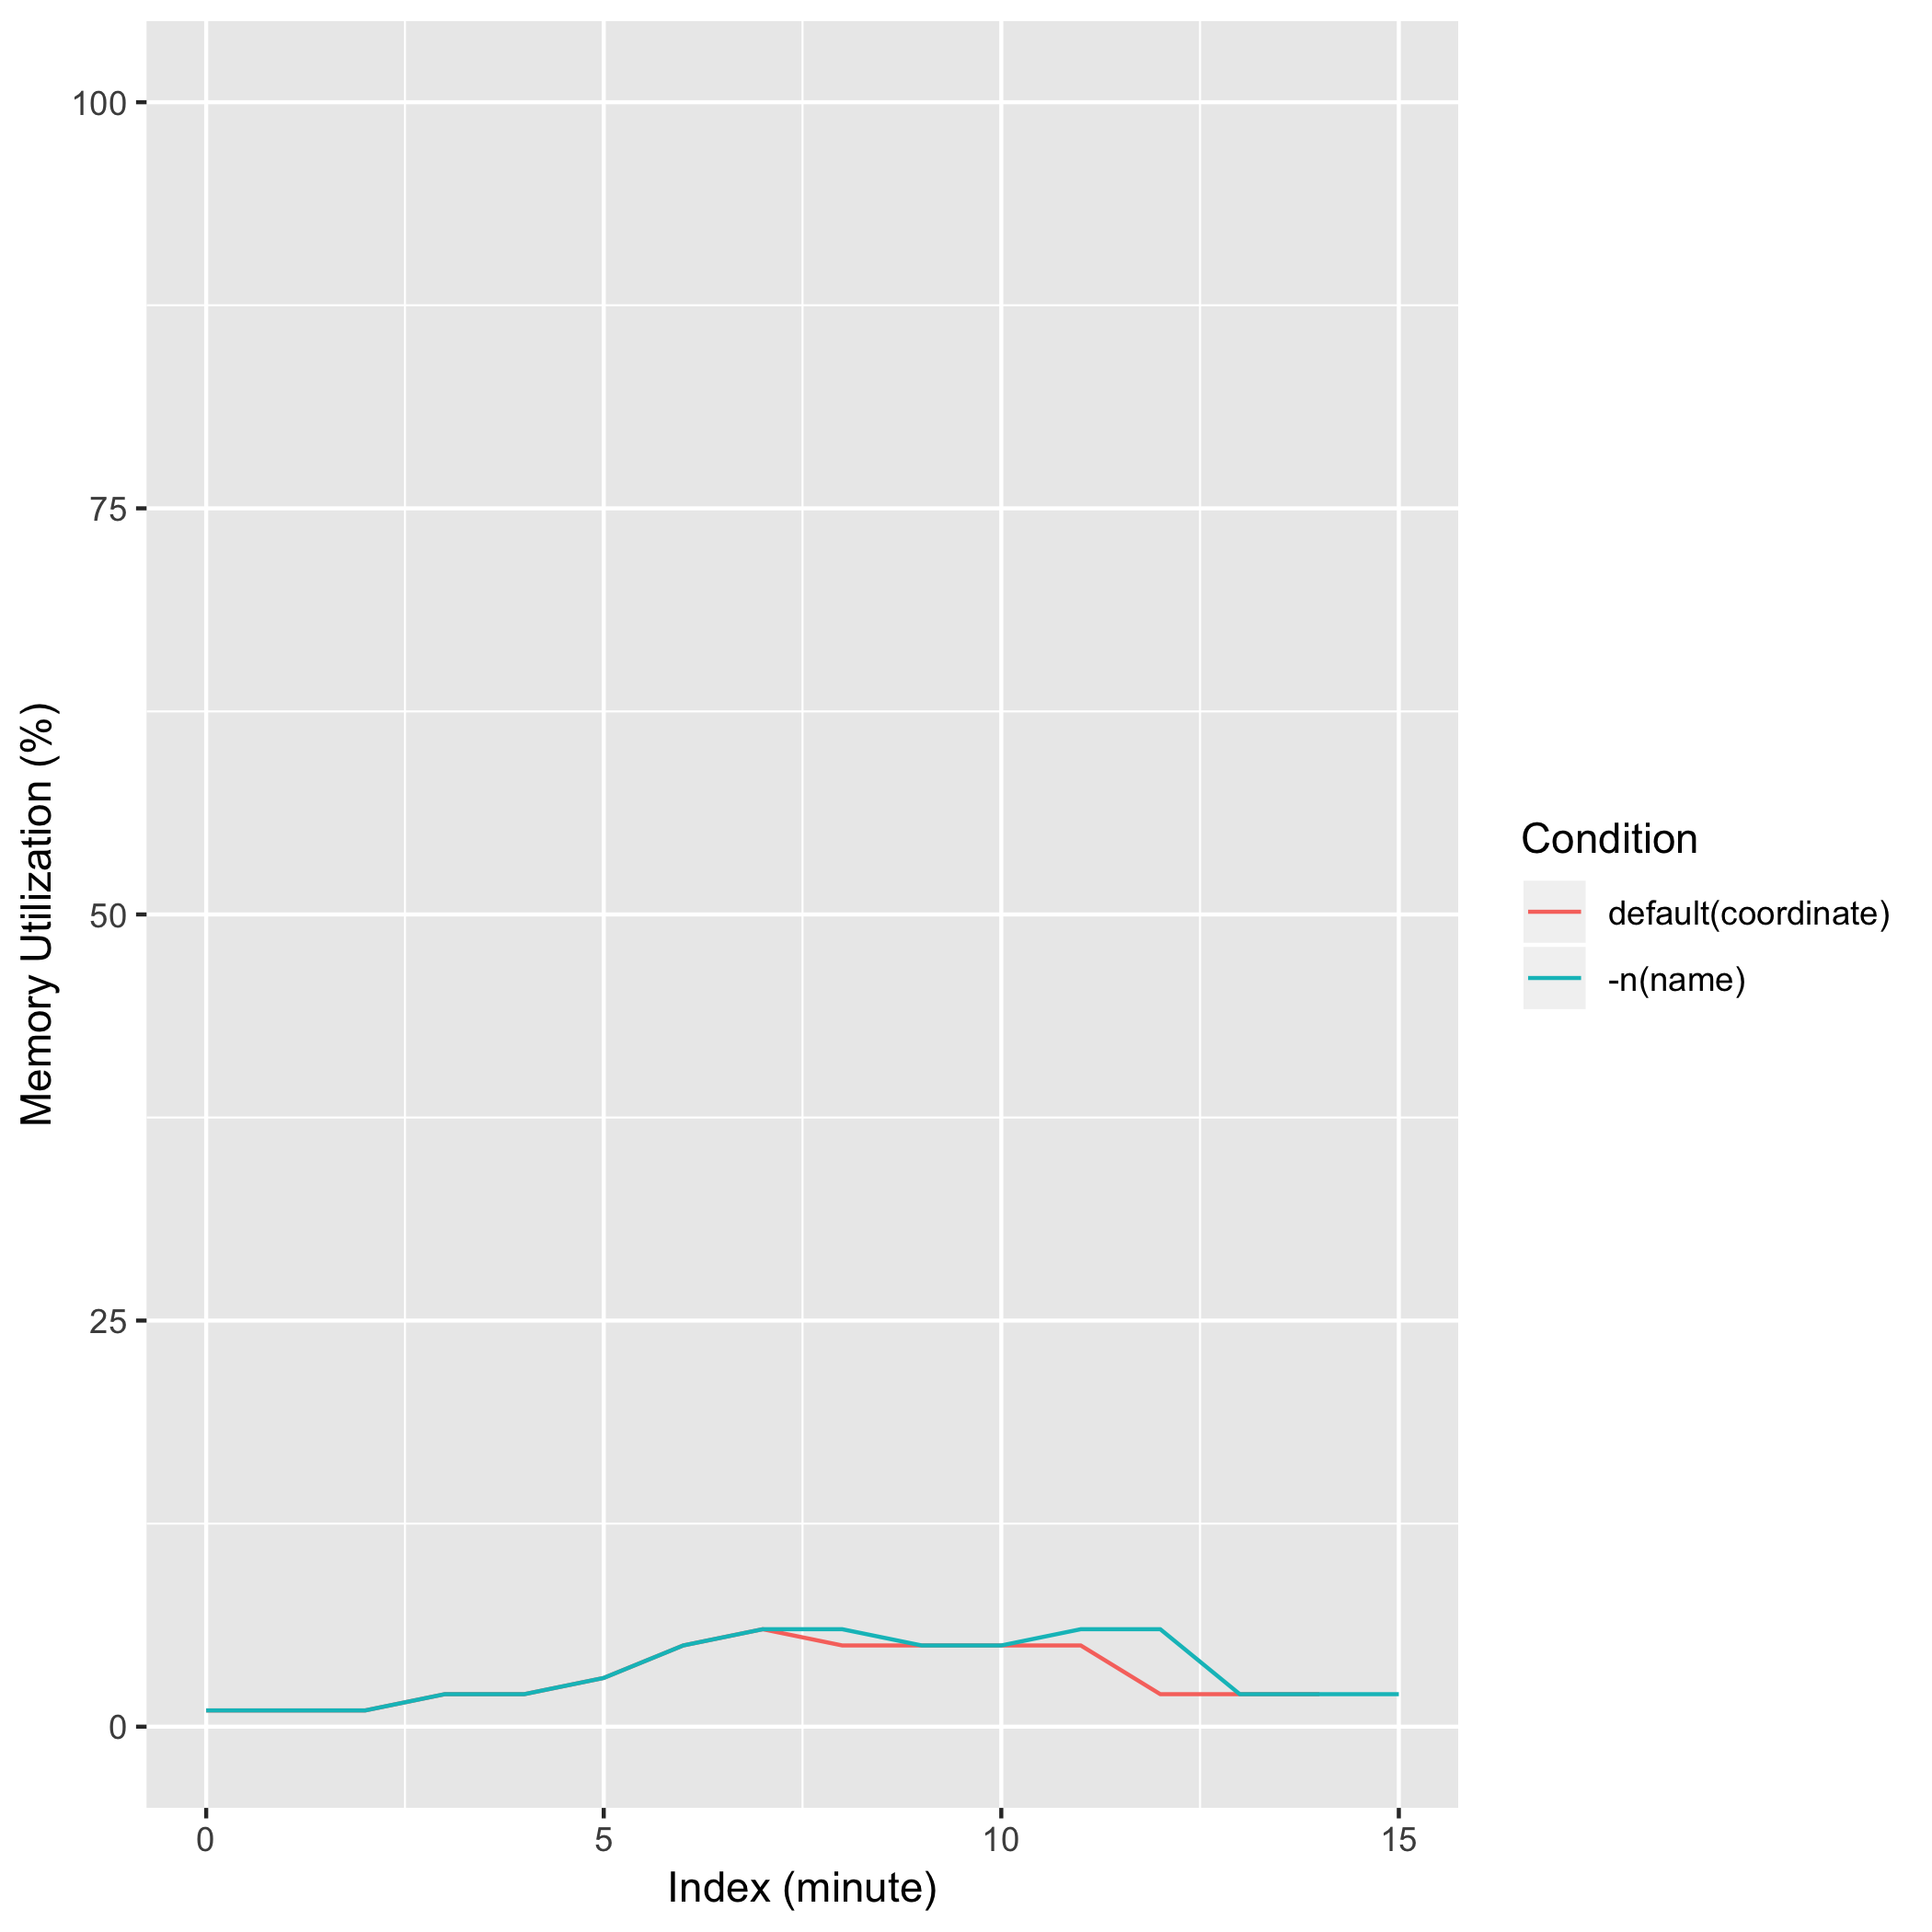 100
75
50
25
0
Memory Utilization (%)
0 5 10 15
Index (minute)
Condition
default(coordinate)
-n(name)